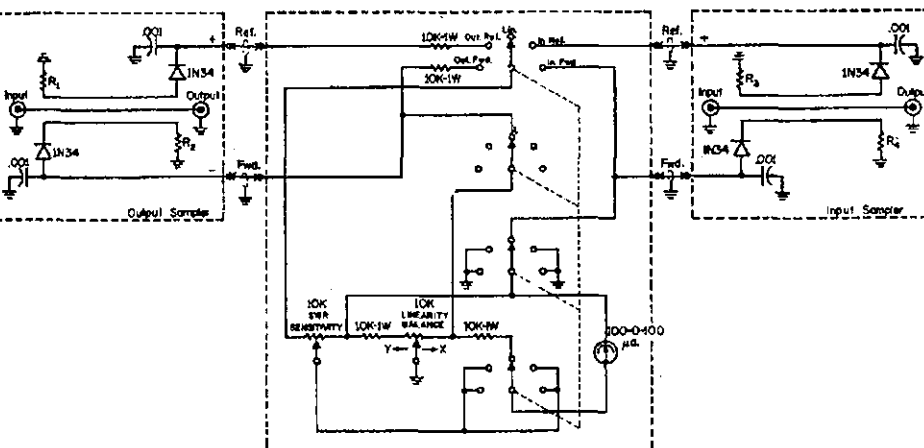 .001
+
Ref.
10K-1W
Out. Ref.
Lin.
In Ref.
Ref.
+
.001
R1
1N34
Out. Fwd.
10K-1W
In Fwd.
R3
1N34
Input
Output
Input
Output
1N34
R2
1N34
R4
.001
-
Fwd.
Fwd.
-
.001
Output Sampler
Input Sampler
10K
SWR
SENSITIVITY
10K-1W
10K
LINEARITY
BALANCE
10K-1W
Y
X
100-0-100
μa.